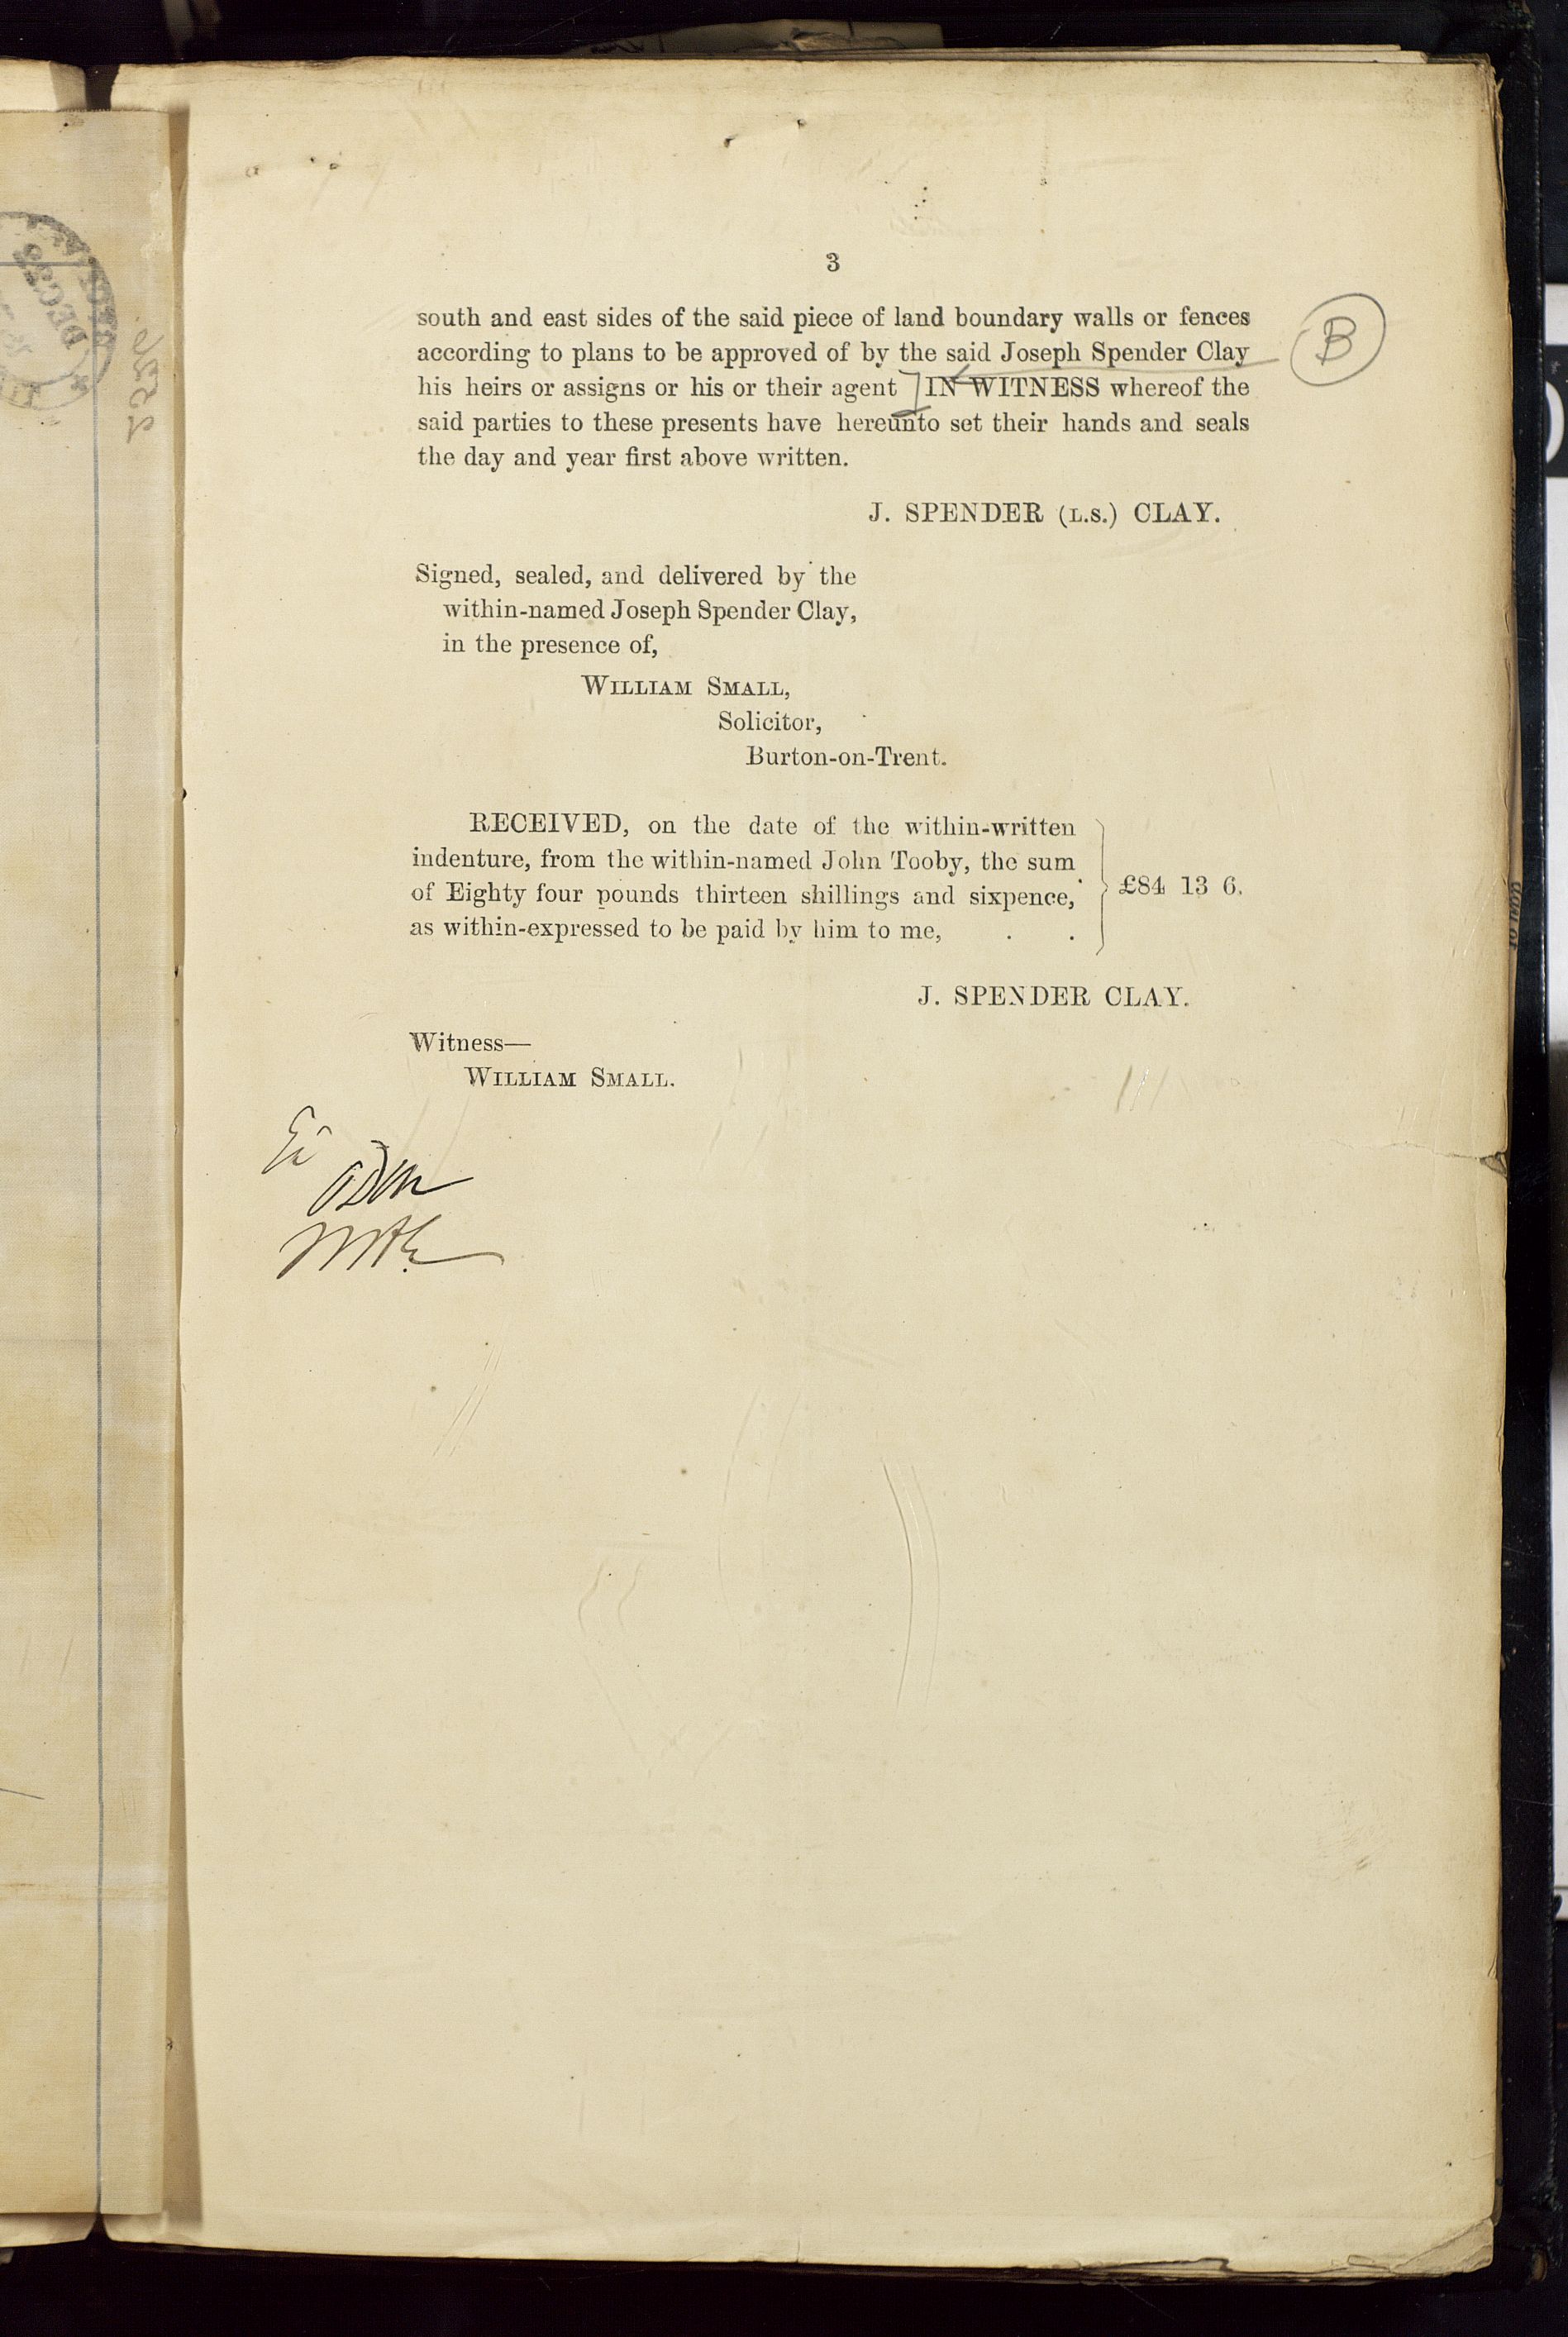 3
south and east sides of the said piece of land boundary walls or fences
according to plans to be approved of by the said Joseph Spender Clay
his heirs or assigns or his or their agent ] IN WITNESS whereof the
said parties to these presents have hereunto set their hands and seals
the day and year first above written.
B
J. SPENDER (L.S.) CLAY.
Signed, sealed, and delivered by the
within-named Joseph Spender Clay,
in the presence of,
WILLIAM SMALL,
Solicitor,
Burton-on-Trent.
RECEIVED, on the date of the within-written
indenture, from the within-named John Tooby, the sum
of Eighty four pounds thirteen shillings and sixpence,
as within-expressed to be paid by him to me, . .
£84 13 6.
J. SPENDER CLAY.
Witness—
WILLIAM SMALL.